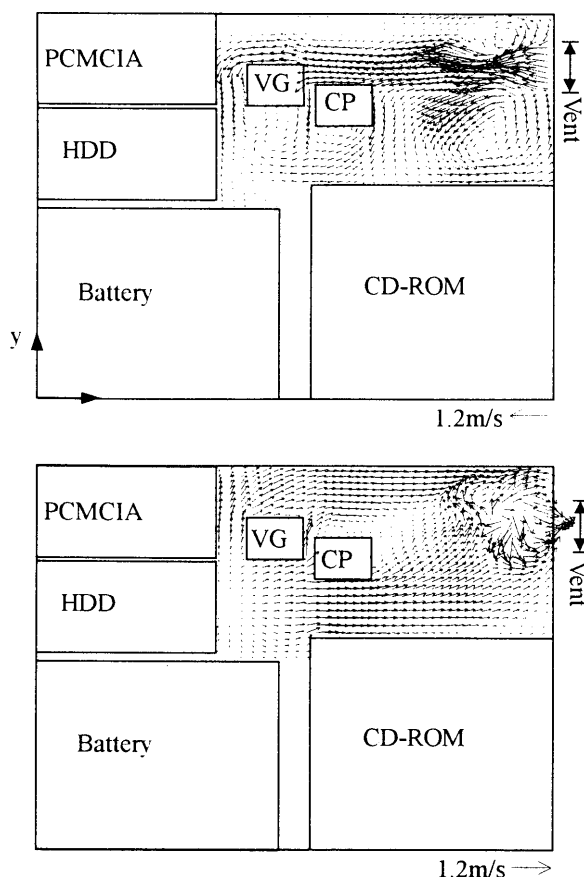 PCMCIA
VG
CP
Vent
HDD
Battery
CD-ROM
y
1.2m/s
PCMCIA
VG
CP
Vent
HDD
Battery
CD-ROM
1.2m/s